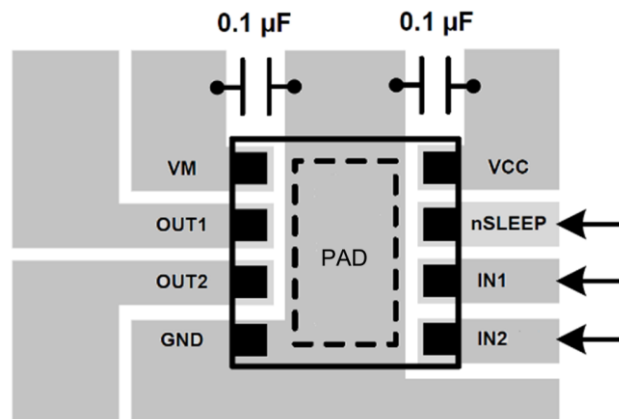 0.1 µF 0.1 µF
VM VCC
OUT1 nSLEEP
PAD
OUT2 IN1
GND IN2